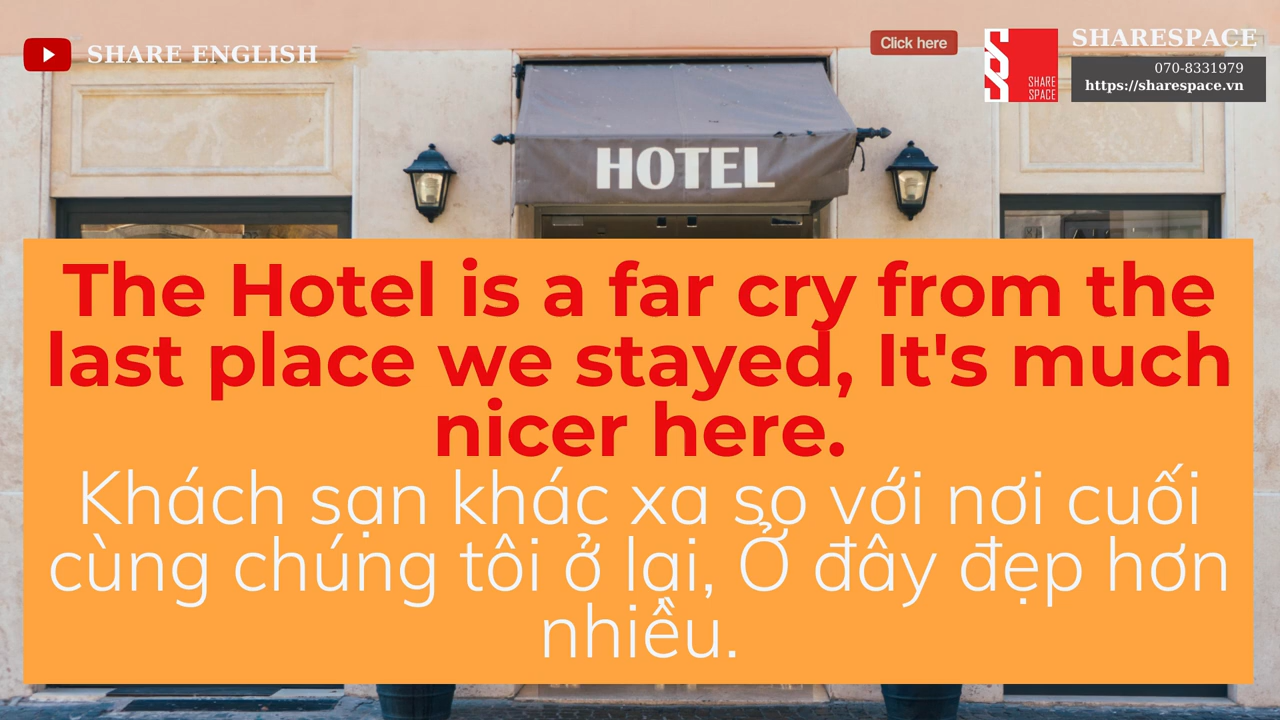 SHARE ENGLISH
Click here
SHARESPACE
070-8331979
https://sharespace.vn
SHARE
SPACE
HOTEL
The Hotel is a far cry from the
last place we stayed, It's much
nicer here.
Khách sạn khác xa so với nơi cuối
cùng chúng tôi ở lại, Ở đây đẹp hơn
nhiều.